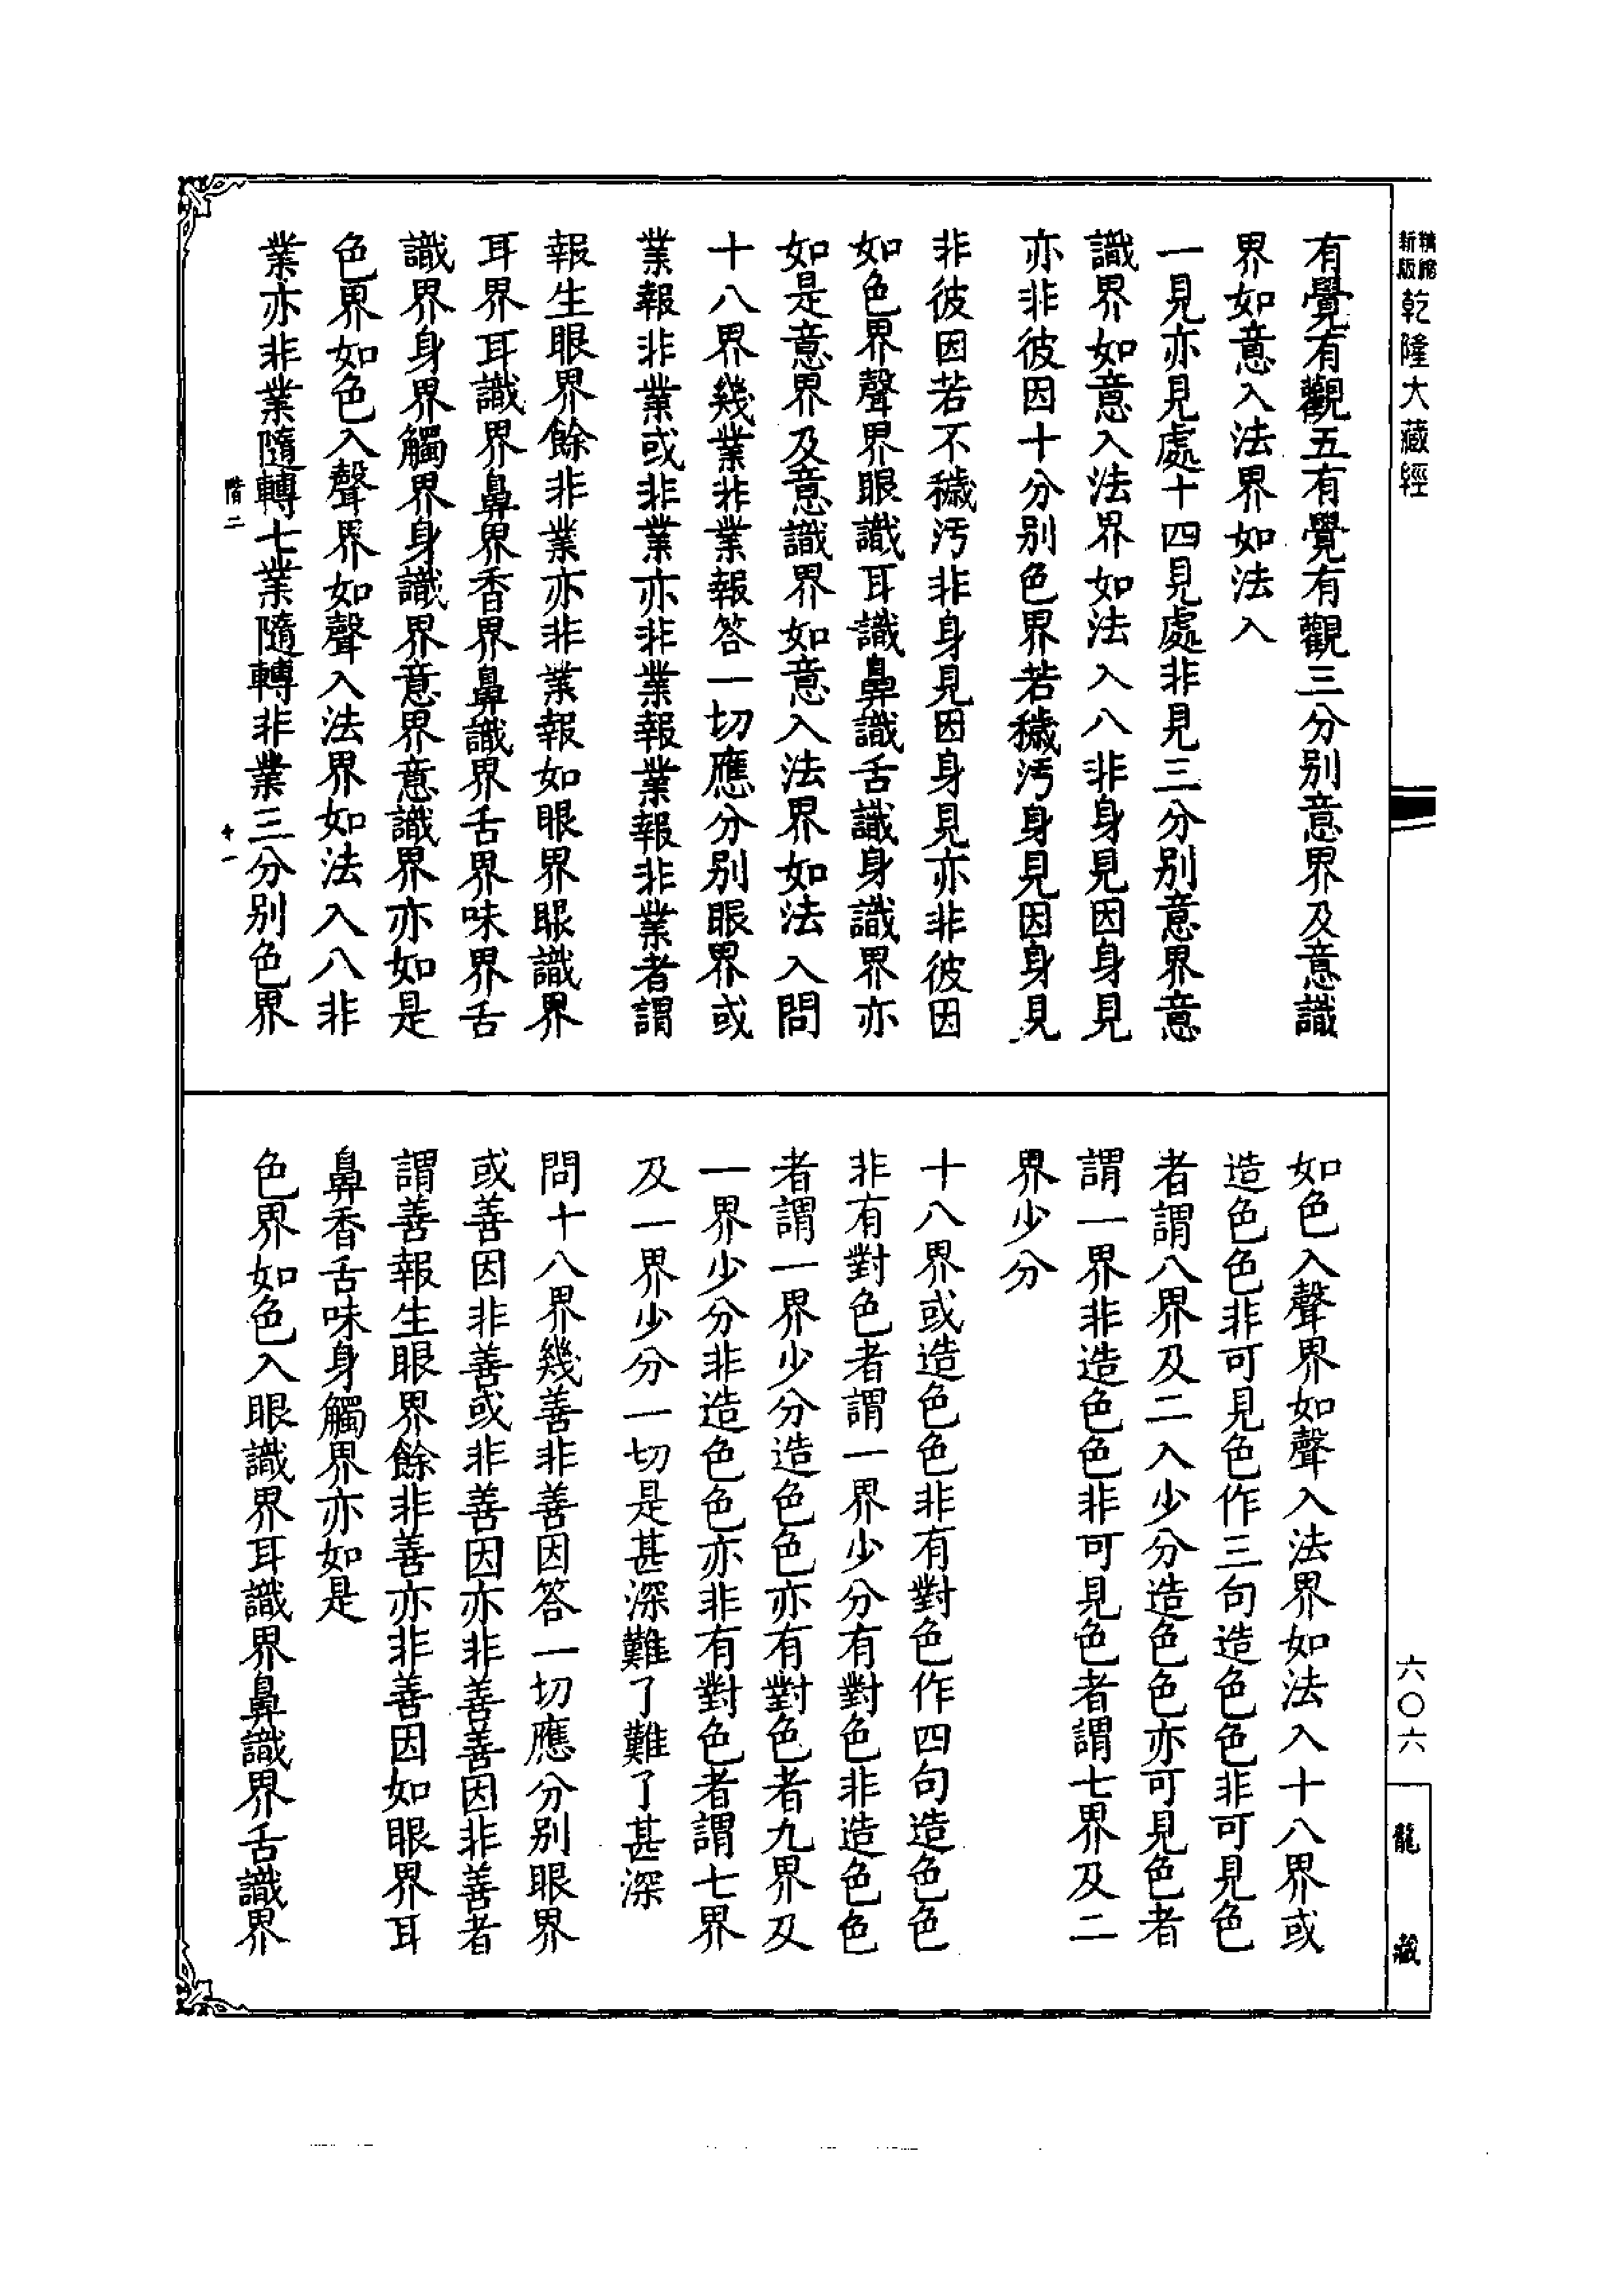 精縮
新版
乾隆大藏經
六〇六
龍藏
有覺有觀五有覺有觀三分別意界及意識
界如意入法界如法入
一見亦見處十四見處非見三分別意界意
識界如意入法界如法入八非身見因身見
亦非彼因十分別色界若穢汚身見因身見
非彼因若不穢汚非身見因身見亦非彼因
如色界聲界眼識耳識鼻識舌識身識界亦
如是意界及意識界如意入法界如法入問
十八界幾業非業報答一切應分別眼界或
業報非業或非業亦非業報業報非業者謂
報生眼界餘非業亦非業報如眼界眼識界
耳界耳識界鼻界香界鼻識界舌界味界舌
識界身界觸界身識界意界意識界亦如是
色界如色入聲界如聲入法界如法入八非
業亦非業隨轉七業隨轉非業三分別色界
階二
十一
如色入聲界如聲入法界如法入十八界或
造色色非可見色作三句造色色非可見色
者謂八界及二入少分造色色亦可見色者
謂一界非造色色非可見色者謂七界及二
界少分
十八界或造色色非有對色作四句造色色
非有對色者謂一界少分有對色非造色色
者謂一界少分造色色亦有對色者九界及
一界少分非造色色亦非有對色者謂七界
及一界少分一切是甚深難了難了甚深
問十八界幾善非善因答一切應分別眼界
或善因非善或非善因亦非善善因非善者
謂善報生眼界餘非善亦非善因如眼界耳
鼻香舌味身觸界亦如是
色界如色入眼識界耳識界鼻識界舌識界